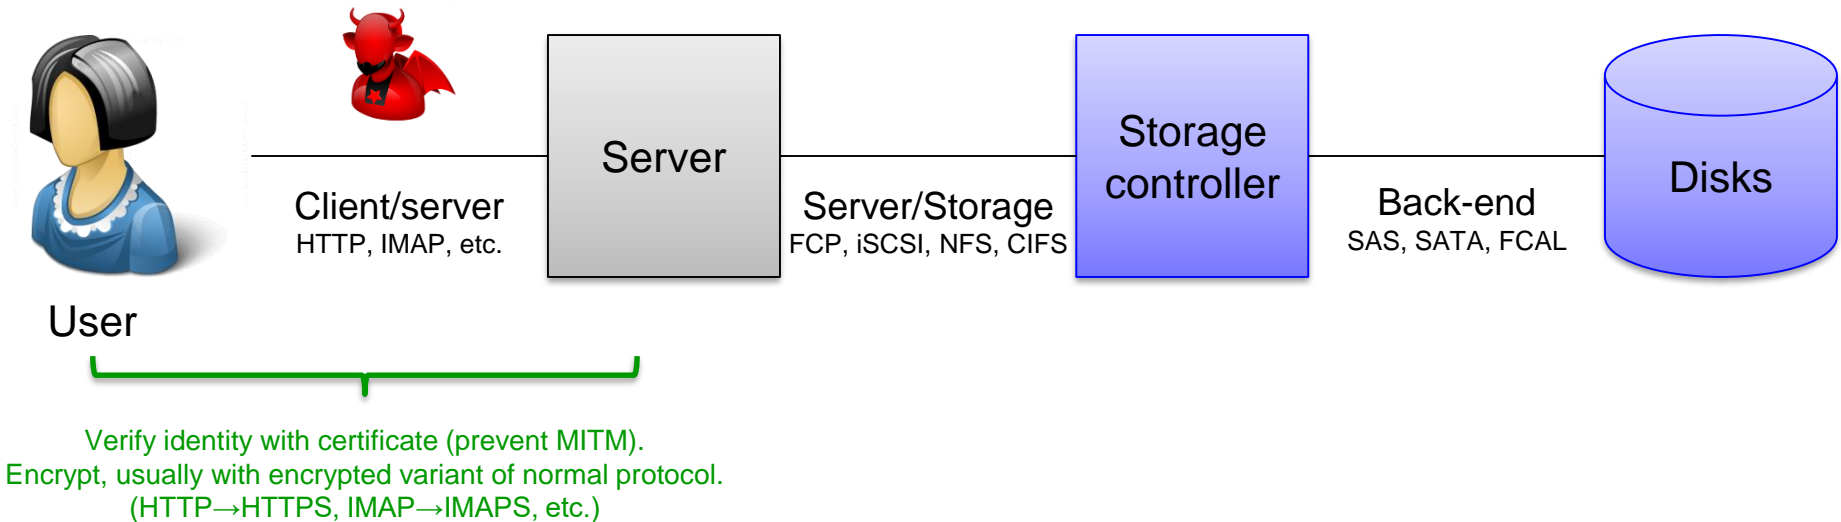 Server
Storage
controller
Disks
Client/server
HTTP, IMAP, etc.
Server/Storage
FCP, iSCSI, NFS, CIFS
Back-end
SAS, SATA, FCAL
User
Verify identity with certificate (prevent MITM).
Encrypt, usually with encrypted variant of normal protocol.
(HTTP→HTTPS, IMAP→IMAPS, etc.)